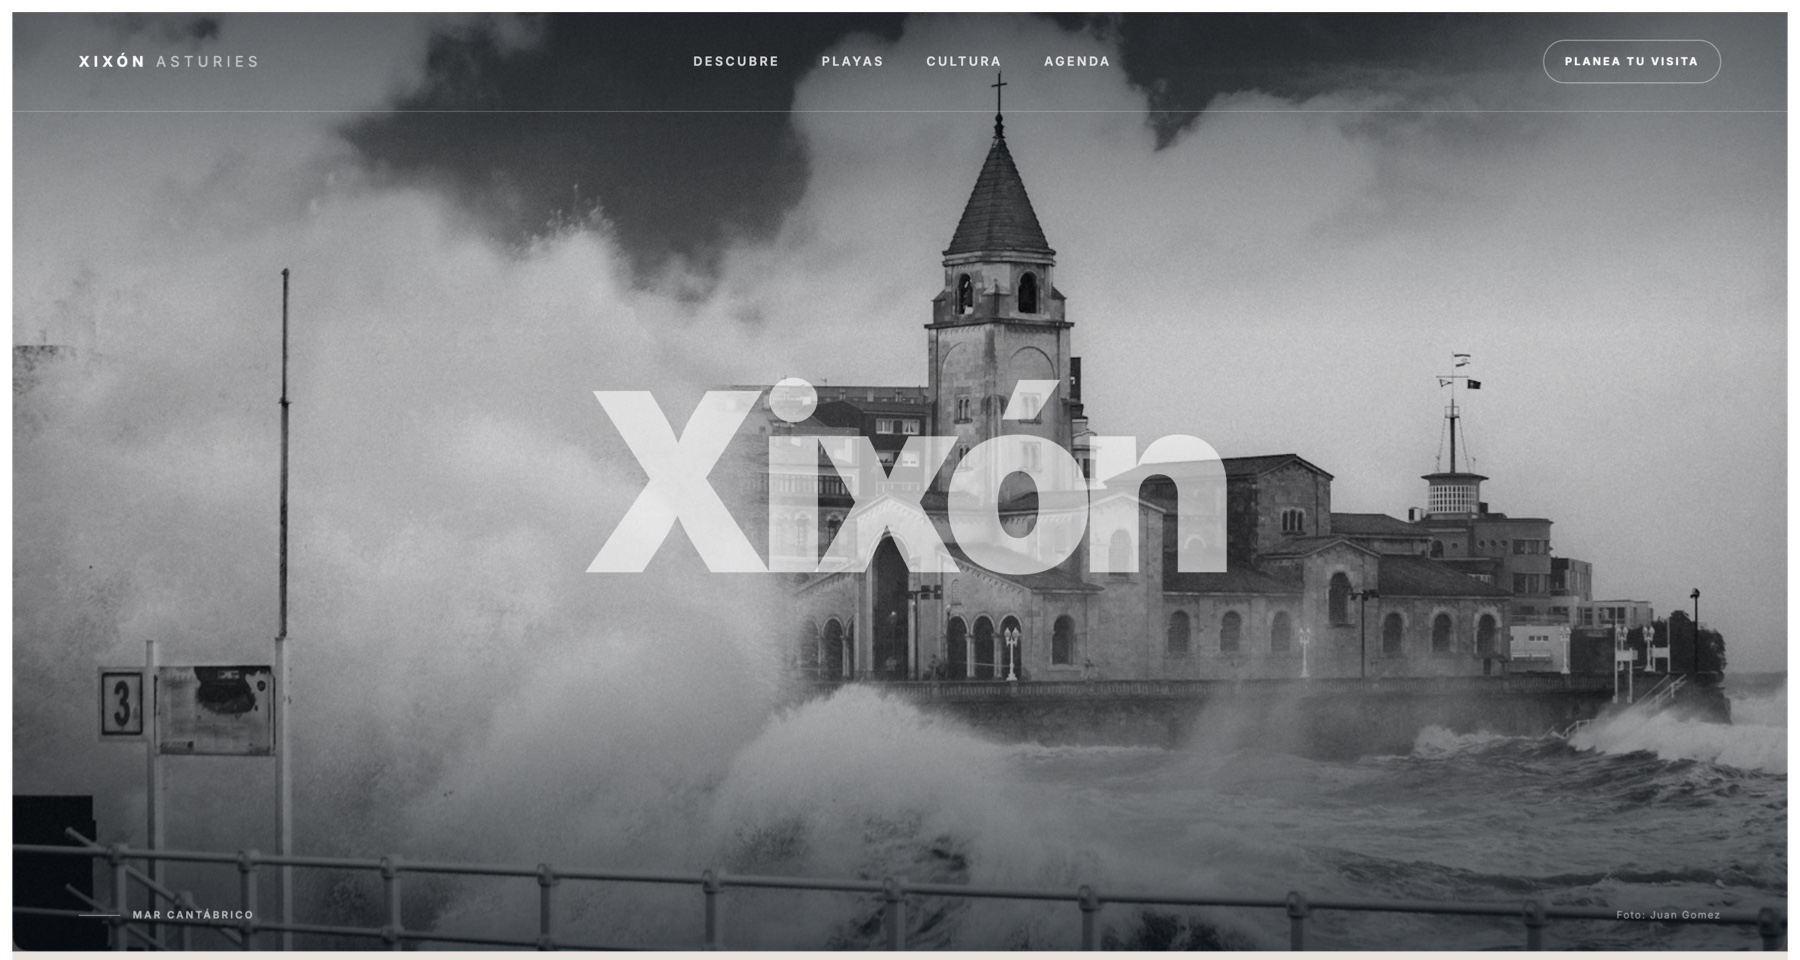 XIXÓN ASTURIES
DESCUBRE PLAYAS CULTURA AGENDA
PLANEA TU VISITA
Xixón
3
MAR CANTÁBRICO
Foto: Juan Gomez